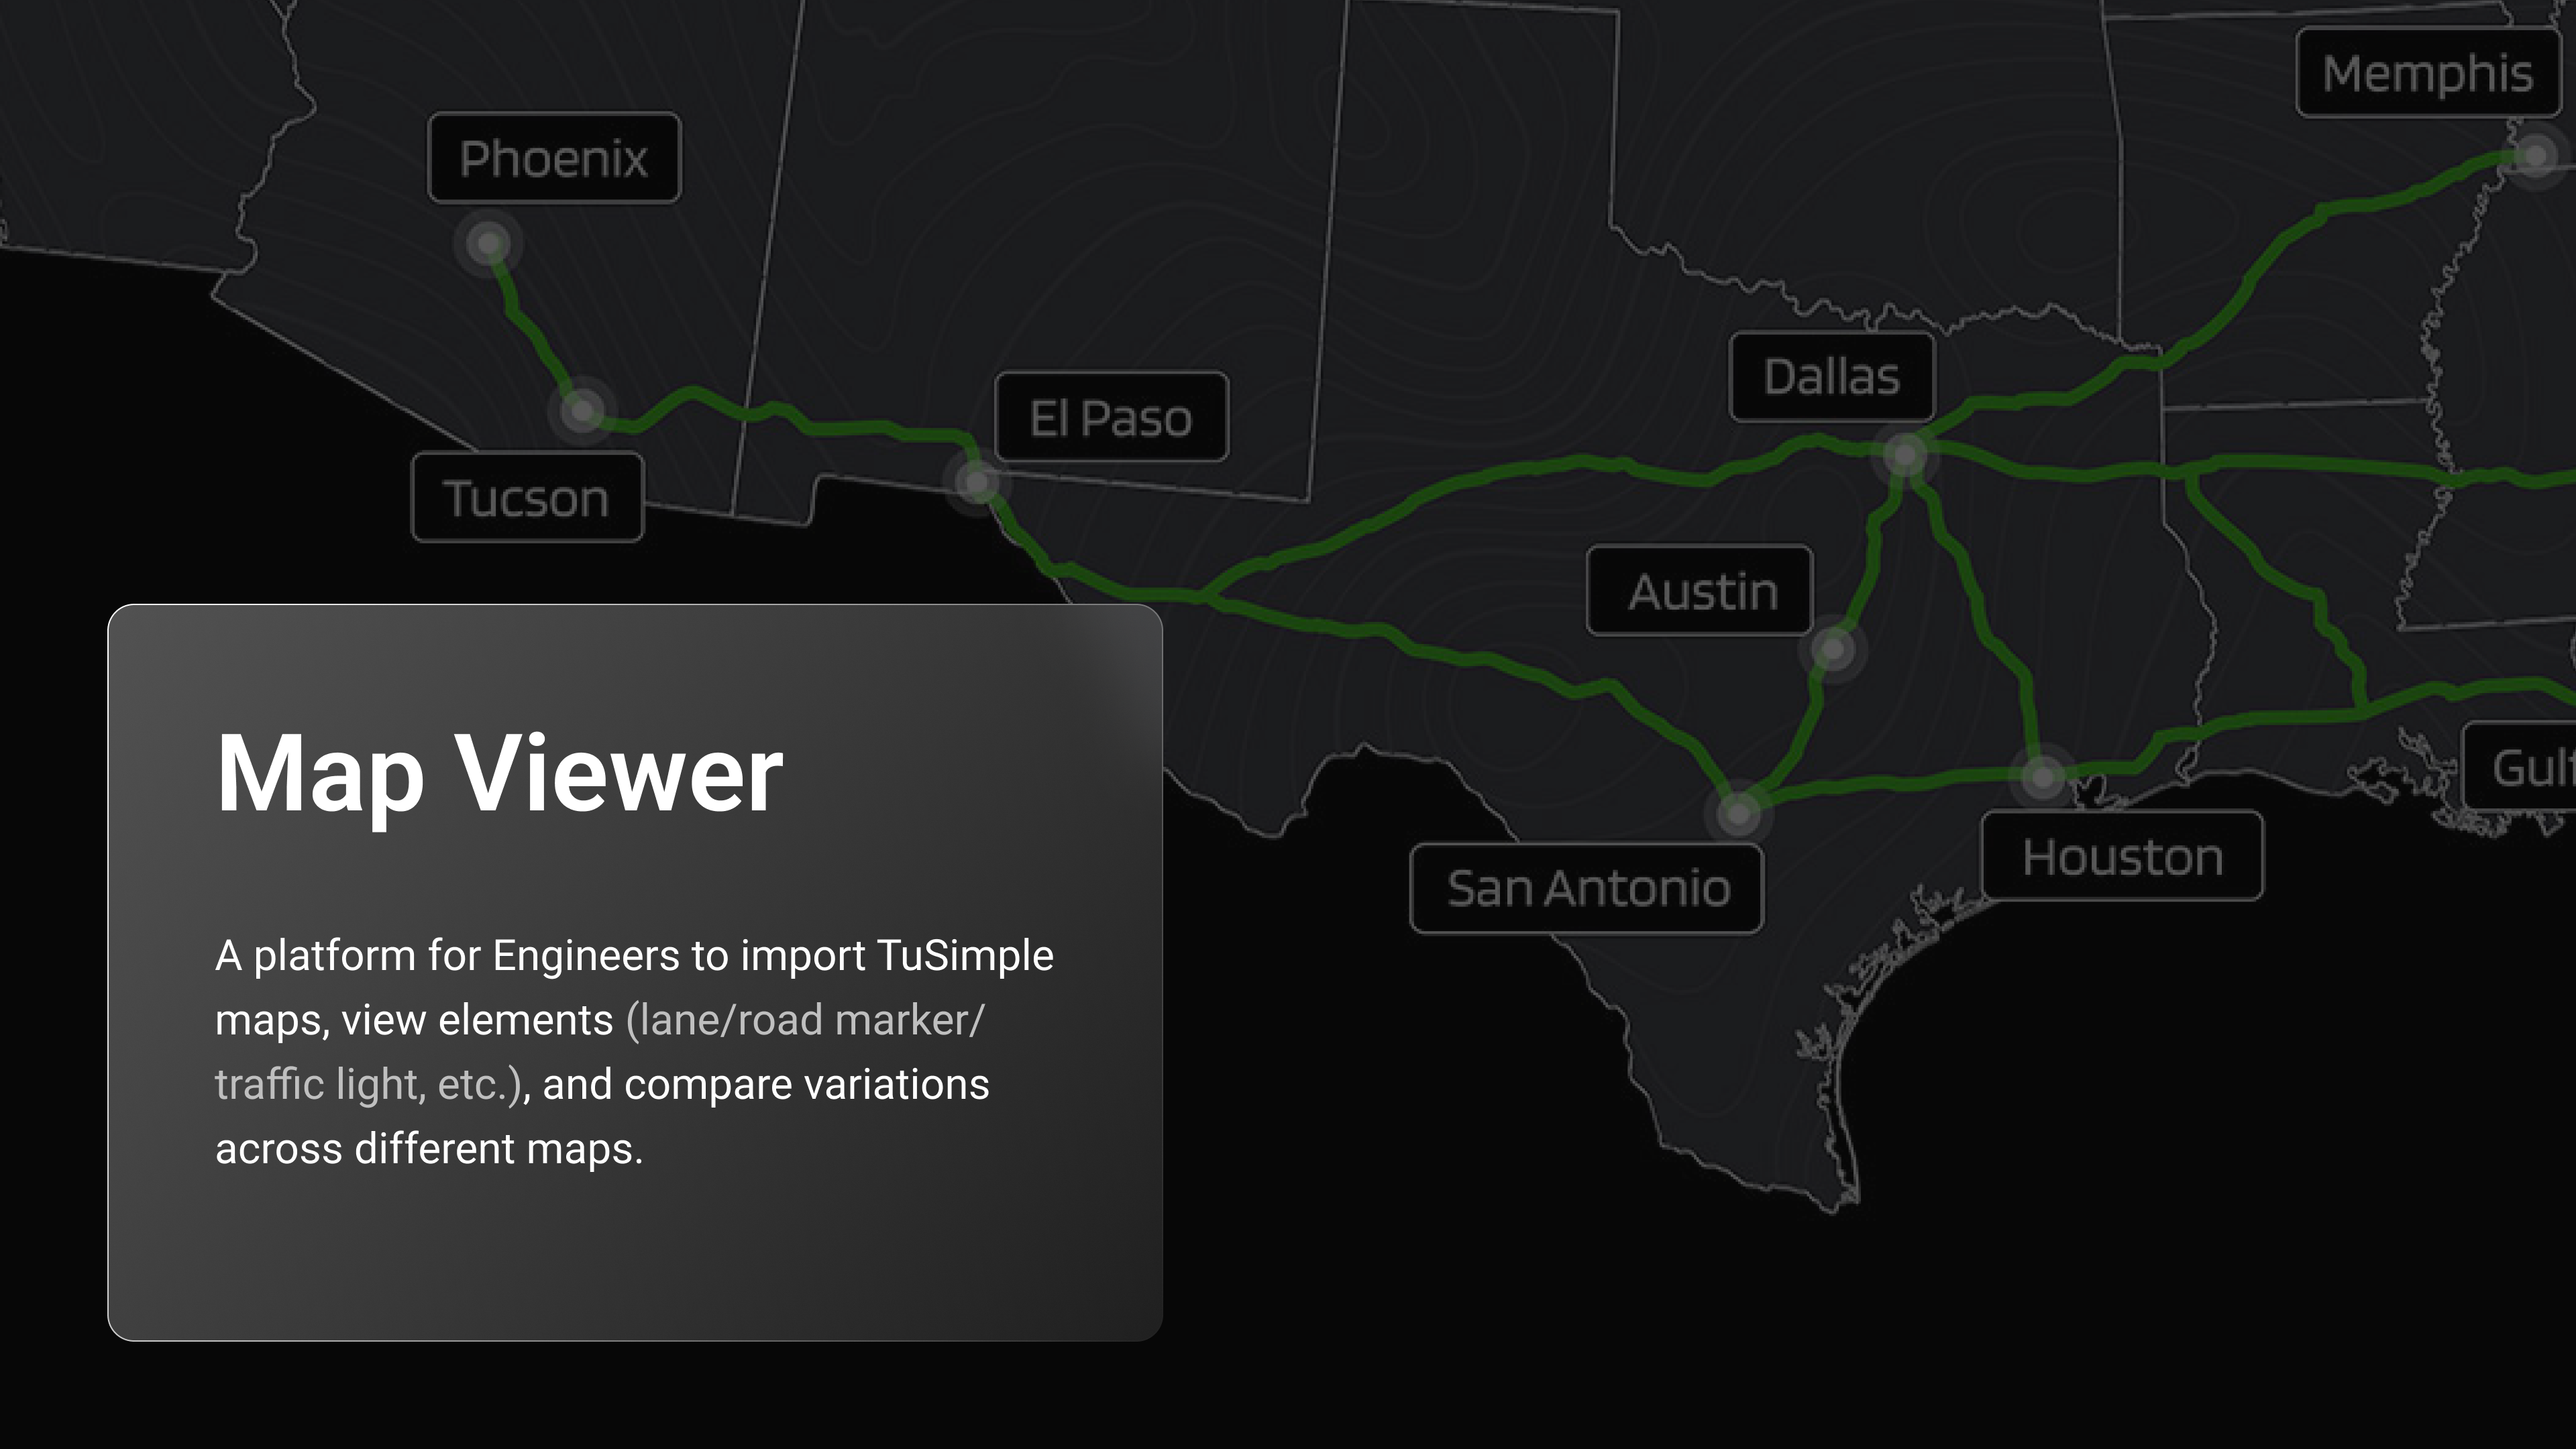 Memphis
Phoenix
Dallas
El Paso
Tucson
Austin
Gulf
San Antonio
Houston
Map Viewer
A platform for Engineers to import TuSimple
maps, view elements (lane/road marker/
traffic light, etc.), and compare variations
across different maps.